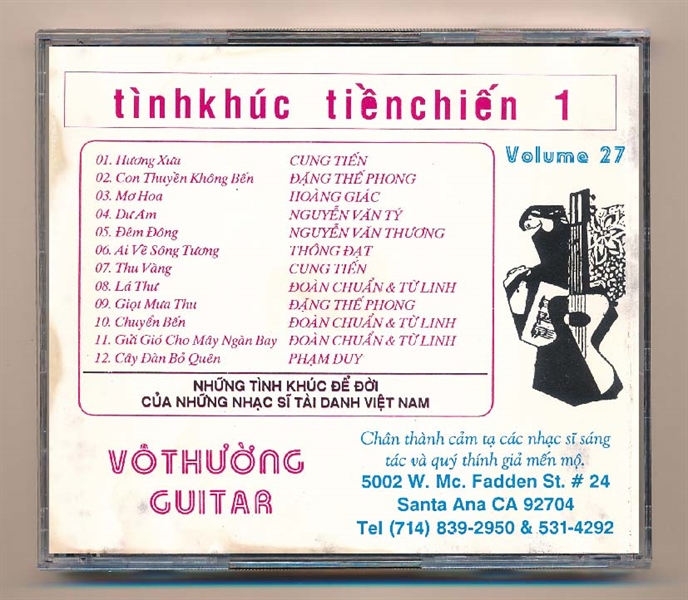 tìnhkhúc tiềnchiến 1
Volume 27
01. Hương Xưa CUNG TIẾN
02. Con Thuyền Không Bến ĐẶNG THẾ PHONG
03. Mơ Hoa HOÀNG GIÁC
04. Dư Am NGUYỄN VĂN TÝ
05. Đêm Đông NGUYỄN VĂN THƯƠNG
06. Ai Về Sông Tương THÔNG ĐẠT
07. Thu Vàng CUNG TIẾN
08. Lá Thư ĐOÀN CHUẨN & TỪ LINH
09. Giọt Mưa Thu ĐẶNG THẾ PHONG
10. Chuyển Bến ĐOÀN CHUẨN & TỪ LINH
11. Gửi Gió Cho Mây Ngàn Bay ĐOÀN CHUẨN & TỪ LINH
12. Cây Đàn Bỏ Quên PHẠM DUY
NHỮNG TÌNH KHÚC ĐỂ ĐỜI
CỦA NHỮNG NHẠC SĨ TÀI DANH VIỆT NAM
VÔTHƯỜNG
GUITAR
Chân thành cảm tạ các nhạc sĩ sáng
tác và quý thính giả mến mộ.
5002 W. Mc. Fadden St. # 24
Santa Ana CA 92704
Tel (714) 839-2950 & 531-4292